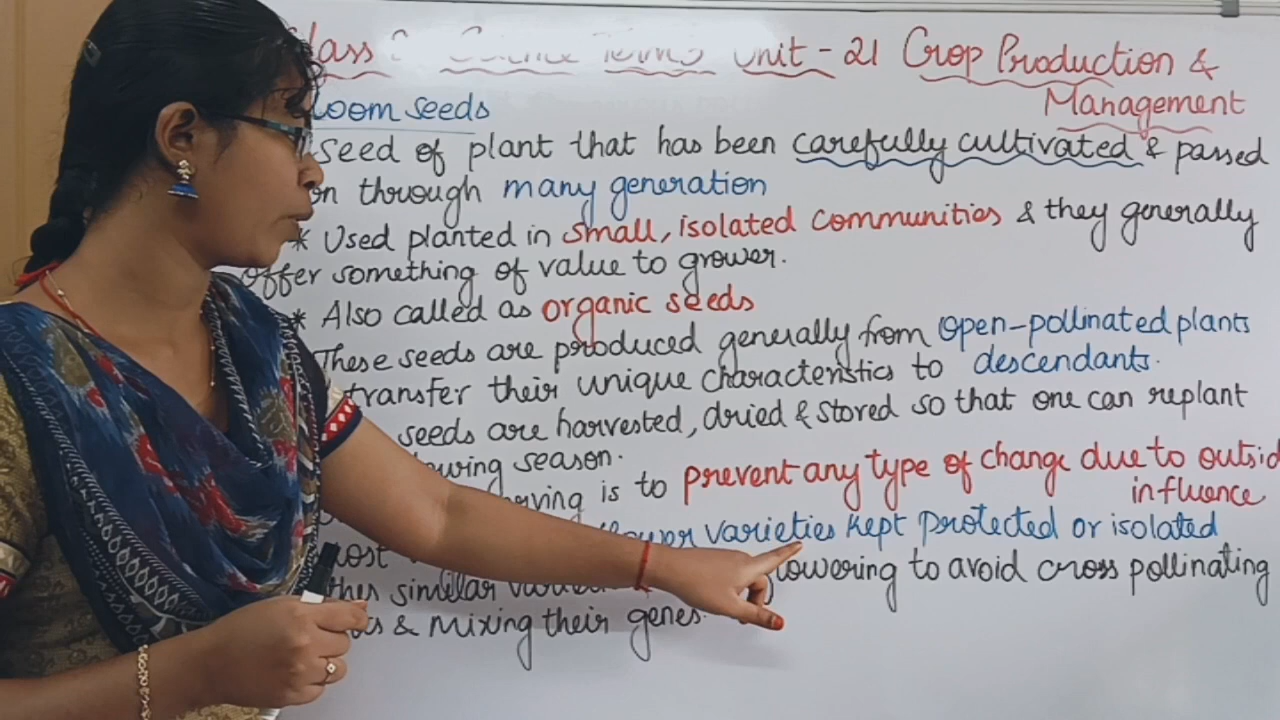 lass Unit - 21 Crop Production &
Management
loom seeds
Seed of plant that has been carefully cultivated & passed
on through many generation
* Used planted in small, isolated communities & they generally
offer something of value to grower.
* Also called as organic seeds
These seeds are produced generally from open-pollinated plants
transfer their unique characteristics to descendants.
seeds are harvested, dried & stored so that one can replant
owing season.
is to prevent any type of change due to outsid
influence
varieties kept protected or isolated
similar lowering to avoid cross pollinating
& mixing their genes.